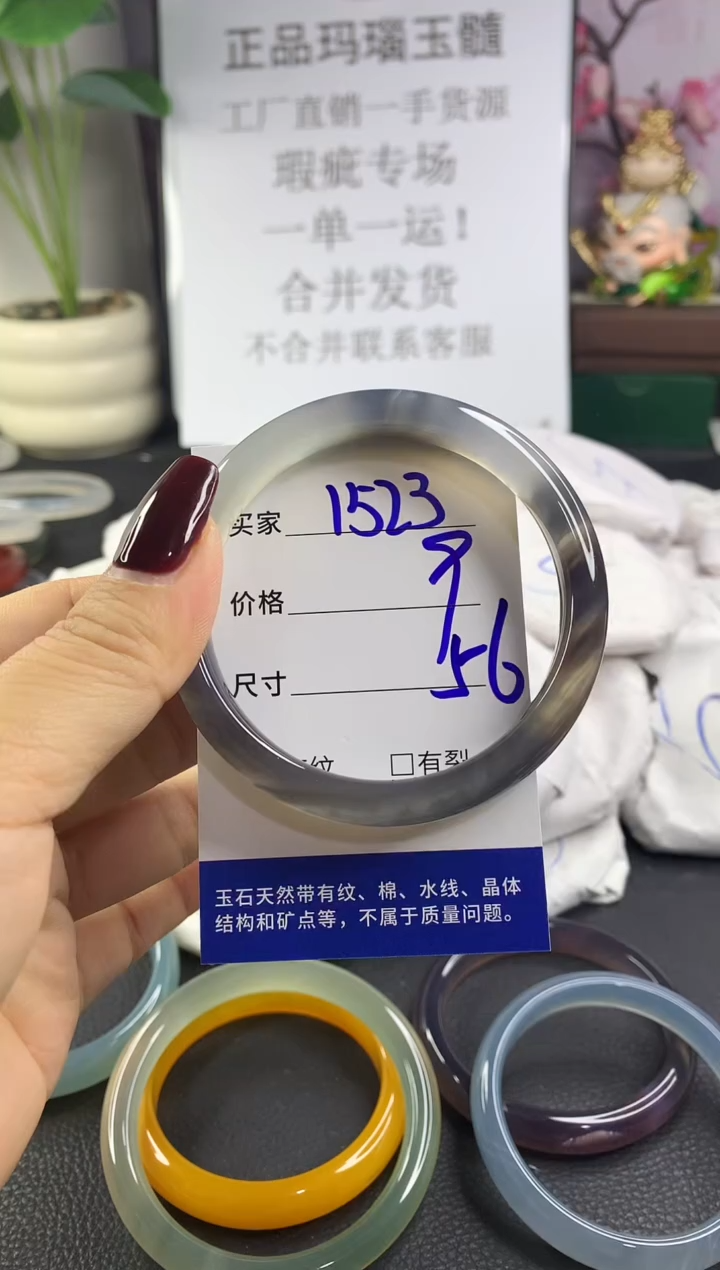 正品玛瑙玉髓
工厂直销一手货源
瑕疵专场
一单一运！
合并发货
不合并联系客服
买家 1523
价格
尺寸 56
纹 □有裂
玉石天然带有纹、棉、水线、晶体
结构和矿点等，不属于质量问题。